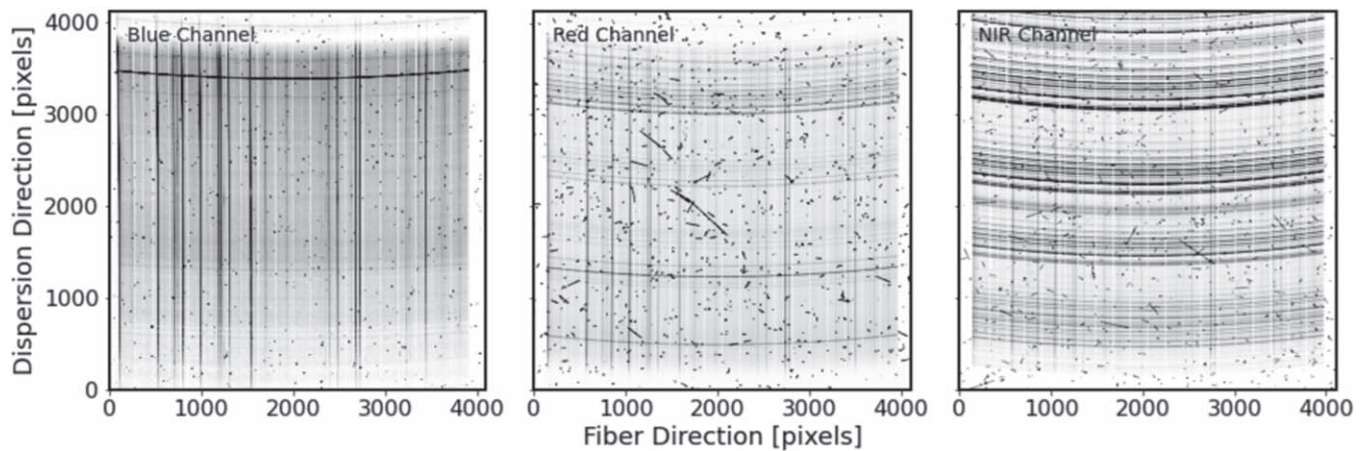 Blue Channel
Red Channel
NIR Channel
Dispersion Direction [pixels]
4000
3000
2000
1000
0
0 1000 2000 3000 4000
0 1000 2000 3000 4000
0 1000 2000 3000 4000
Fiber Direction [pixels]